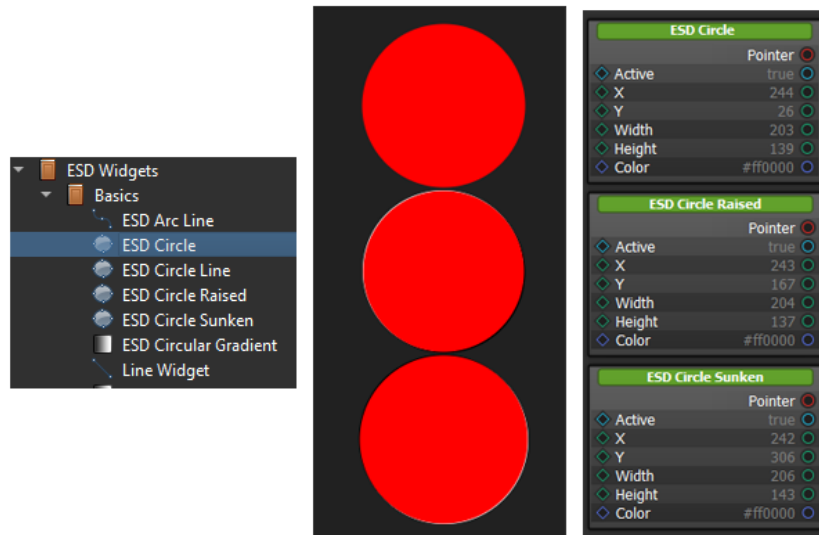 ESD Widgets
Basics
ESD Arc Line
ESD Circle
ESD Circle Line
ESD Circle Raised
ESD Circle Sunken
ESD Circular Gradient
Line Widget
ESD Circle
Pointer
Active true
X 244
Y 26
Width 203
Height 139
Color #ff0000
ESD Circle Raised
Pointer
Active true
X 243
Y 167
Width 204
Height 137
Color #ff0000
ESD Circle Sunken
Pointer
Active true
X 242
Y 306
Width 206
Height 143
Color #ff0000